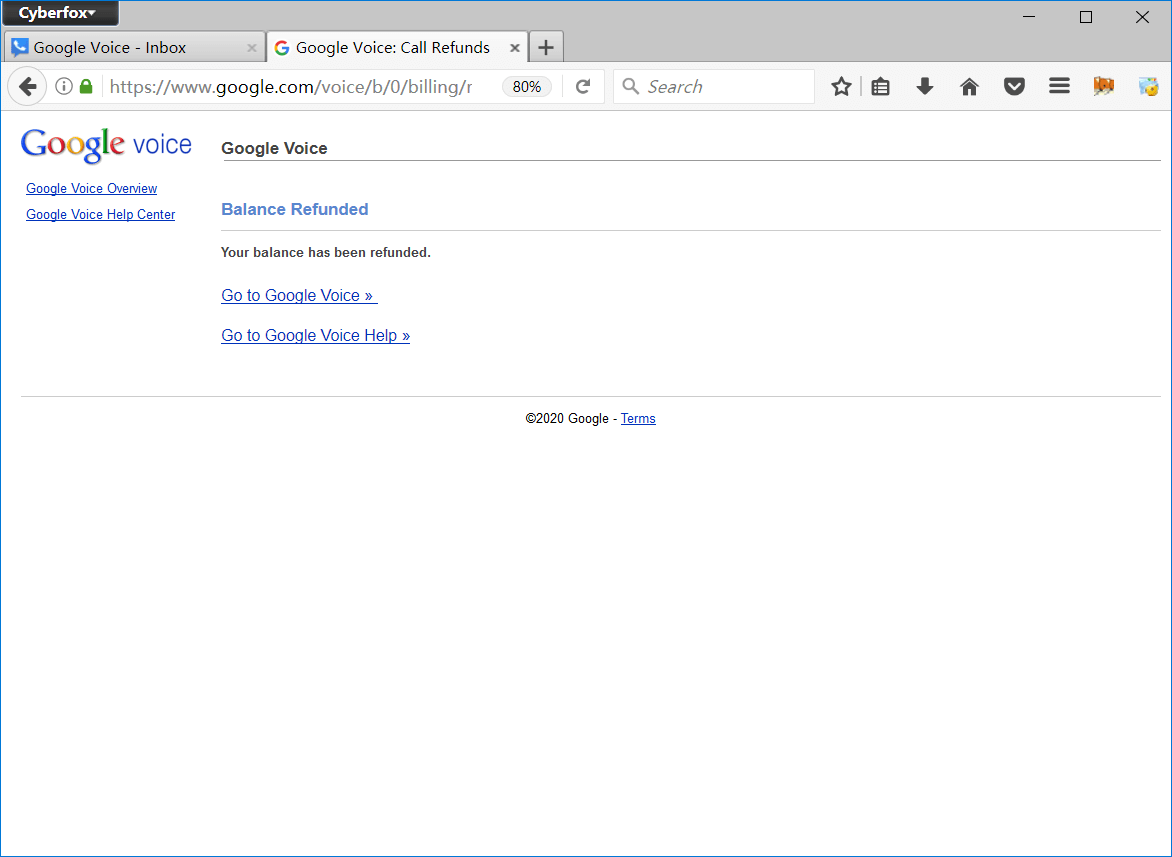 Cyberfox
Google Voice - Inbox
Google Voice: Call Refunds
https://www.google.com/voice/b/0/billing/r
80%
Search
Google voice
Google Voice
Google Voice Overview
Google Voice Help Center
Balance Refunded
Your balance has been refunded.
Go to Google Voice »
Go to Google Voice Help »
©2020 Google - Terms